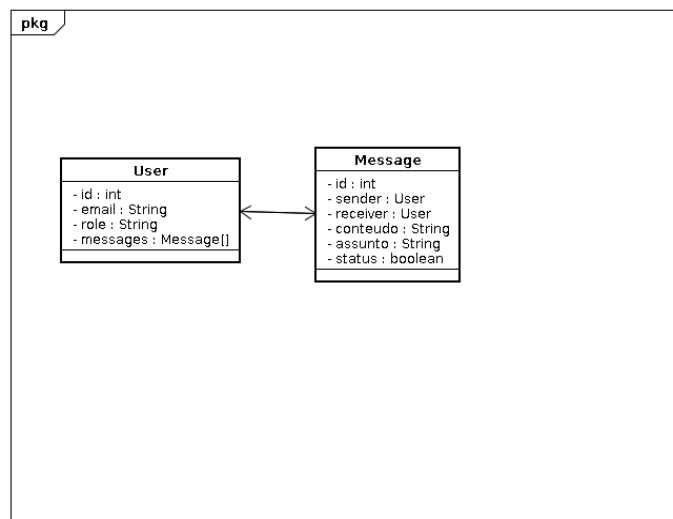 pkg
User
- id : int
- email : String
- role : String
- messages : Message[]
Message
- id : int
- sender : User
- receiver : User
- conteudo : String
- assunto : String
- status : boolean